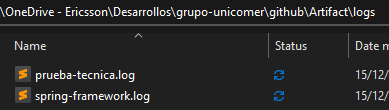 \OneDrive - Ericsson\Desarrollos\grupo-unicomer\github\Artifact\logs
Name Status Date m
prueba-tecnica.log 15/12/
spring-framework.log 15/12/